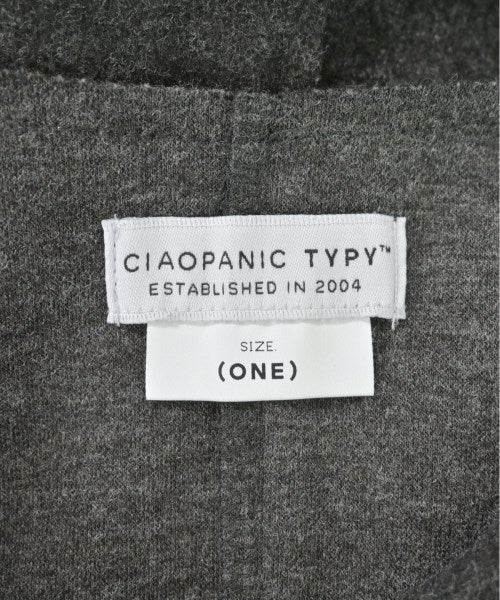 CIAOPANIC TYPY™
ESTABLISHED IN 2004
SIZE.
(ONE)